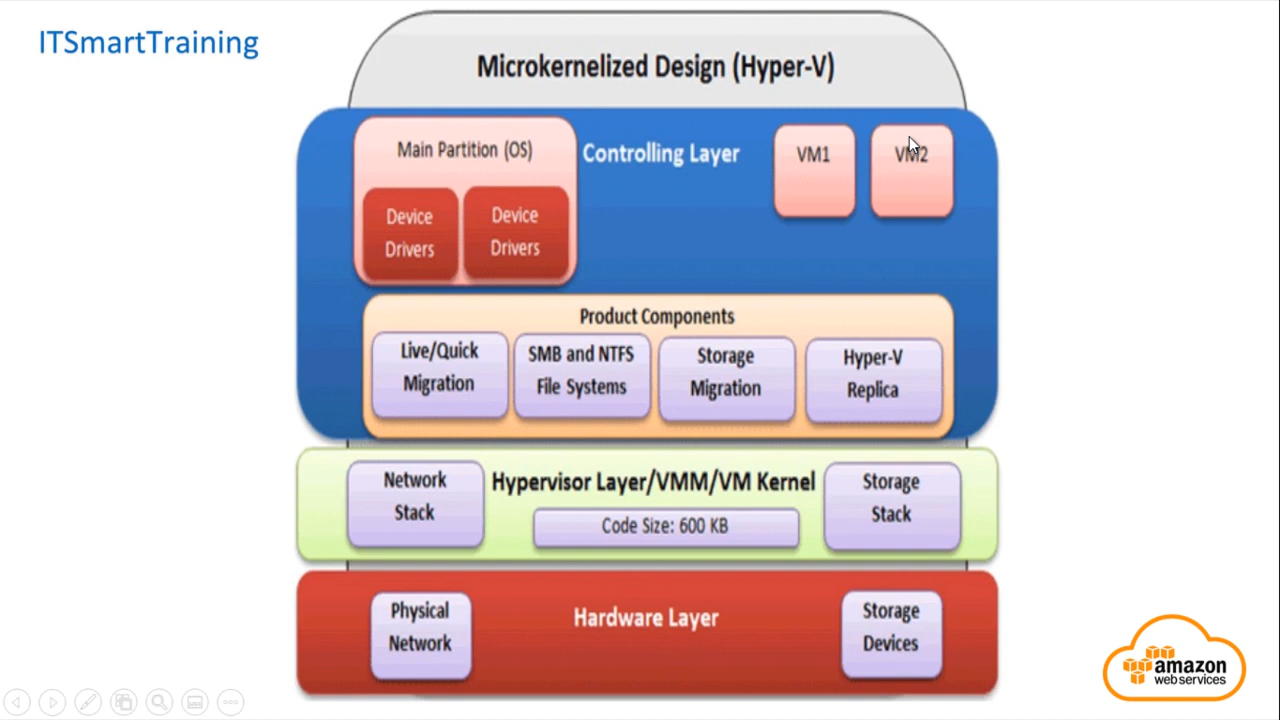 ITSmartTraining
Microkernelized Design (Hyper-V)
Main Partition (OS)
Device
Drivers
Device
Drivers
Controlling Layer
VM1
VM2
Product Components
Live/Quick
Migration
SMB and NTFS
File Systems
Storage
Migration
Hyper-V
Replica
Network
Stack
Hypervisor Layer/VMM/VM Kernel
Code Size: 600 KB
Storage
Stack
Physical
Network
Hardware Layer
Storage
Devices
amazon
web services